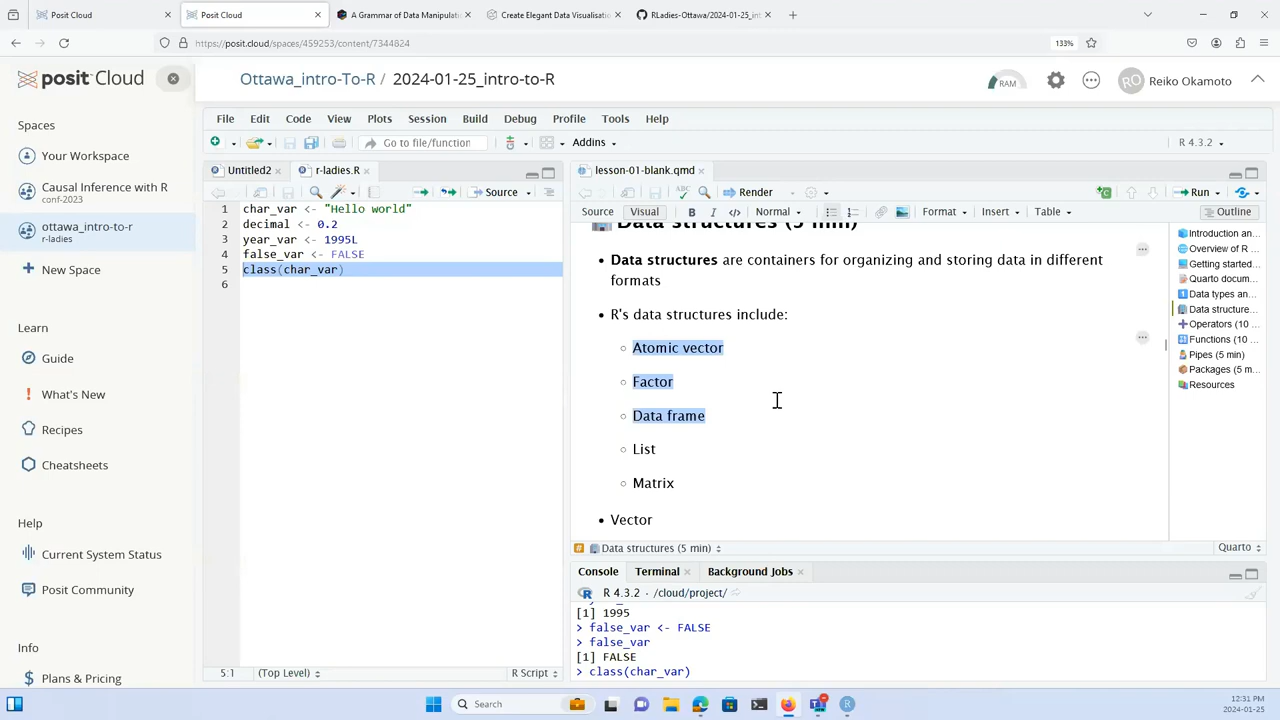 Posit Cloud
Posit Cloud
A Grammar of Data Manipulati
Create Elegant Data Visualisatio
RLadies-Ottawa/2024-01-25_int
https://posit.cloud/spaces/459253/content/7344824
133%
posit Cloud
Ottawa_intro-To-R / 2024-01-25_intro-to-R
RAM
RO
Reiko Okamoto
Spaces
Your Workspace
Causal Inference with R
conf-2023
ottawa_intro-to-r
r-ladies
New Space
Learn
Guide
What's New
Recipes
Cheatsheets
Help
Current System Status
Posit Community
Info
Plans & Pricing
File Edit Code View Plots Session Build Debug Profile Tools Help
Go to file/function
Addins
R 4.3.2
Untitled2
r-ladies.R
Source
1 char_var <- "Hello world"
2 decimal <- 0.2
3 year_var <- 1995L
4 false_var <- FALSE
5 class(char_var)
6
5:1
(Top Level)
R Script
lesson-01-blank.qmd
ABC
Render
Run
Source Visual B I </> Normal Format Insert Table Outline
Data structures (5 min)
Data structures are containers for organizing and storing data in different
formats
R's data structures include:
Atomic vector
Factor
Data frame
List
Matrix
Vector
Introduction an...
Overview of R ...
Getting started...
Quarto docum...
1 Data types an...
Data structure...
Operators (10 ...
Functions (10 ...
Pipes (5 min)
Packages (5 m...
Resources
# Data structures (5 min)
Quarto
Console Terminal Background Jobs
R 4.3.2 · /cloud/project/
[1] 1995
> false_var <- FALSE
> false_var
[1] FALSE
> class(char_var)
Search
12:31 PM
2024-01-25